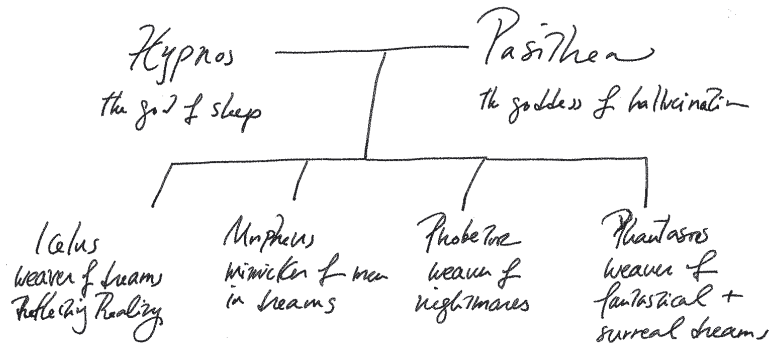 Hypnos
the god of sleep
Pasithea
the goddess of hallucination
Icelus
weaver of dreams
Reflecting Reality
Morpheus
mimicker of men
in dreams
Phobetor
weaver of
nightmares
Phantasos
weaver of
fantastical +
surreal dreams